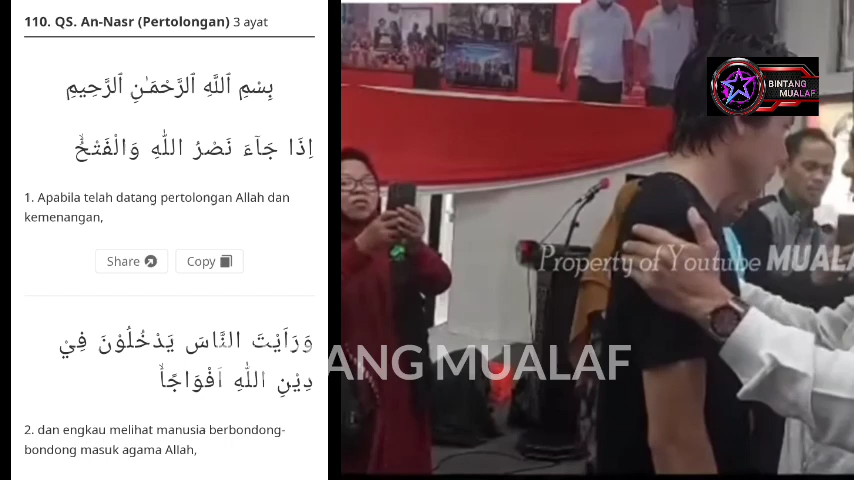 110. QS. An-Nasr (Pertolongan) 3 ayat
بِسْمِ ٱللَّهِ ٱلرَّحْمَـٰنِ ٱلرَّحِيمِ
اِذَا جَاۤءَ نَصْرُ اللّٰهِ وَالْفَتْحُۙ
1. Apabila telah datang pertolongan Allah dan
kemenangan,
Share
Copy
وَرَاَيْتَ النَّاسَ يَدْخُلُوْنَ فِيْ
دِيْنِ اللّٰهِ اَفْوَاجًاۙ
2. dan engkau melihat manusia berbondong-
bondong masuk agama Allah,
BINTANG
MUALAF
Property of Youtube MUALA
TANG MUALAF